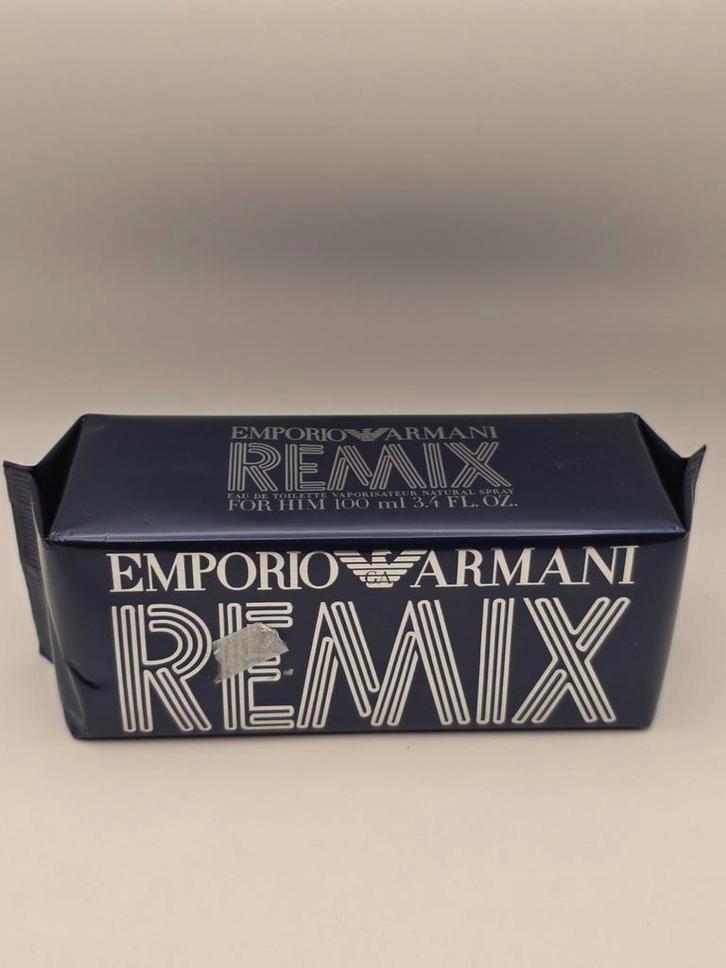 EMPORIO ARMANI
REMIX
EAU DE TOILETTE VAPORISATEUR NATURAL SPRAY
FOR HIM 100 ml 3.4 FL. OZ.
EMPORIO GA ARMANI
REMIX